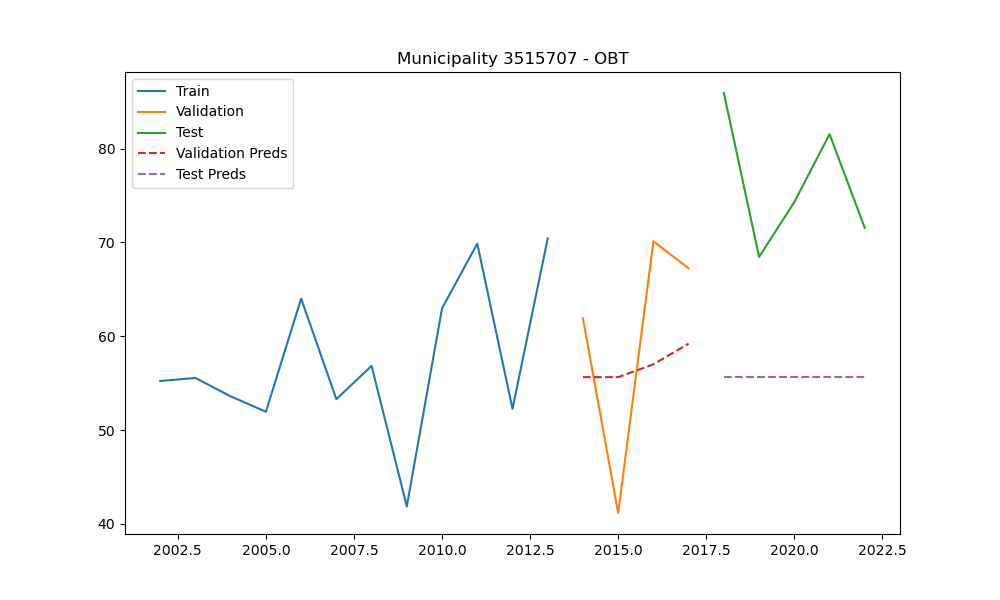 Municipality 3515707 - OBT
Train
Validation
Test
Validation Preds
Test Preds
80
70
60
50
40
2002.5 2005.0 2007.5 2010.0 2012.5 2015.0 2017.5 2020.0 2022.5